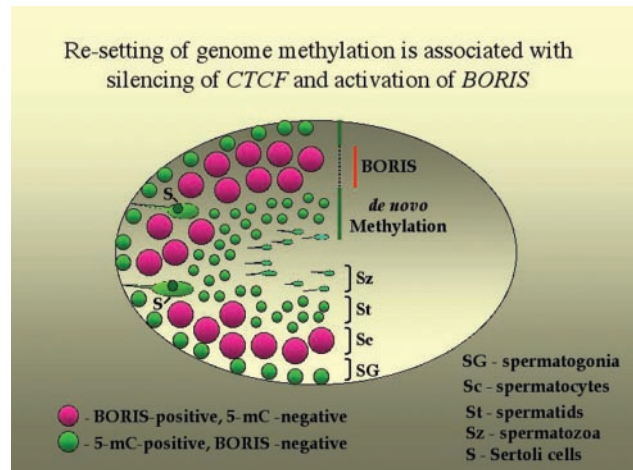 Re-setting of genome methylation is associated with
silencing of CTCF and activation of BORIS
BORIS
de novo
Methylation
S
S
Sz
St
Sc
SG
SG - spermatogonia
Sc - spermatocytes
St - spermatids
Sz - spermatozoa
S - Sertoli cells
- BORIS-positive, 5-mC -negative
- 5-mC-positive, BORIS -negative